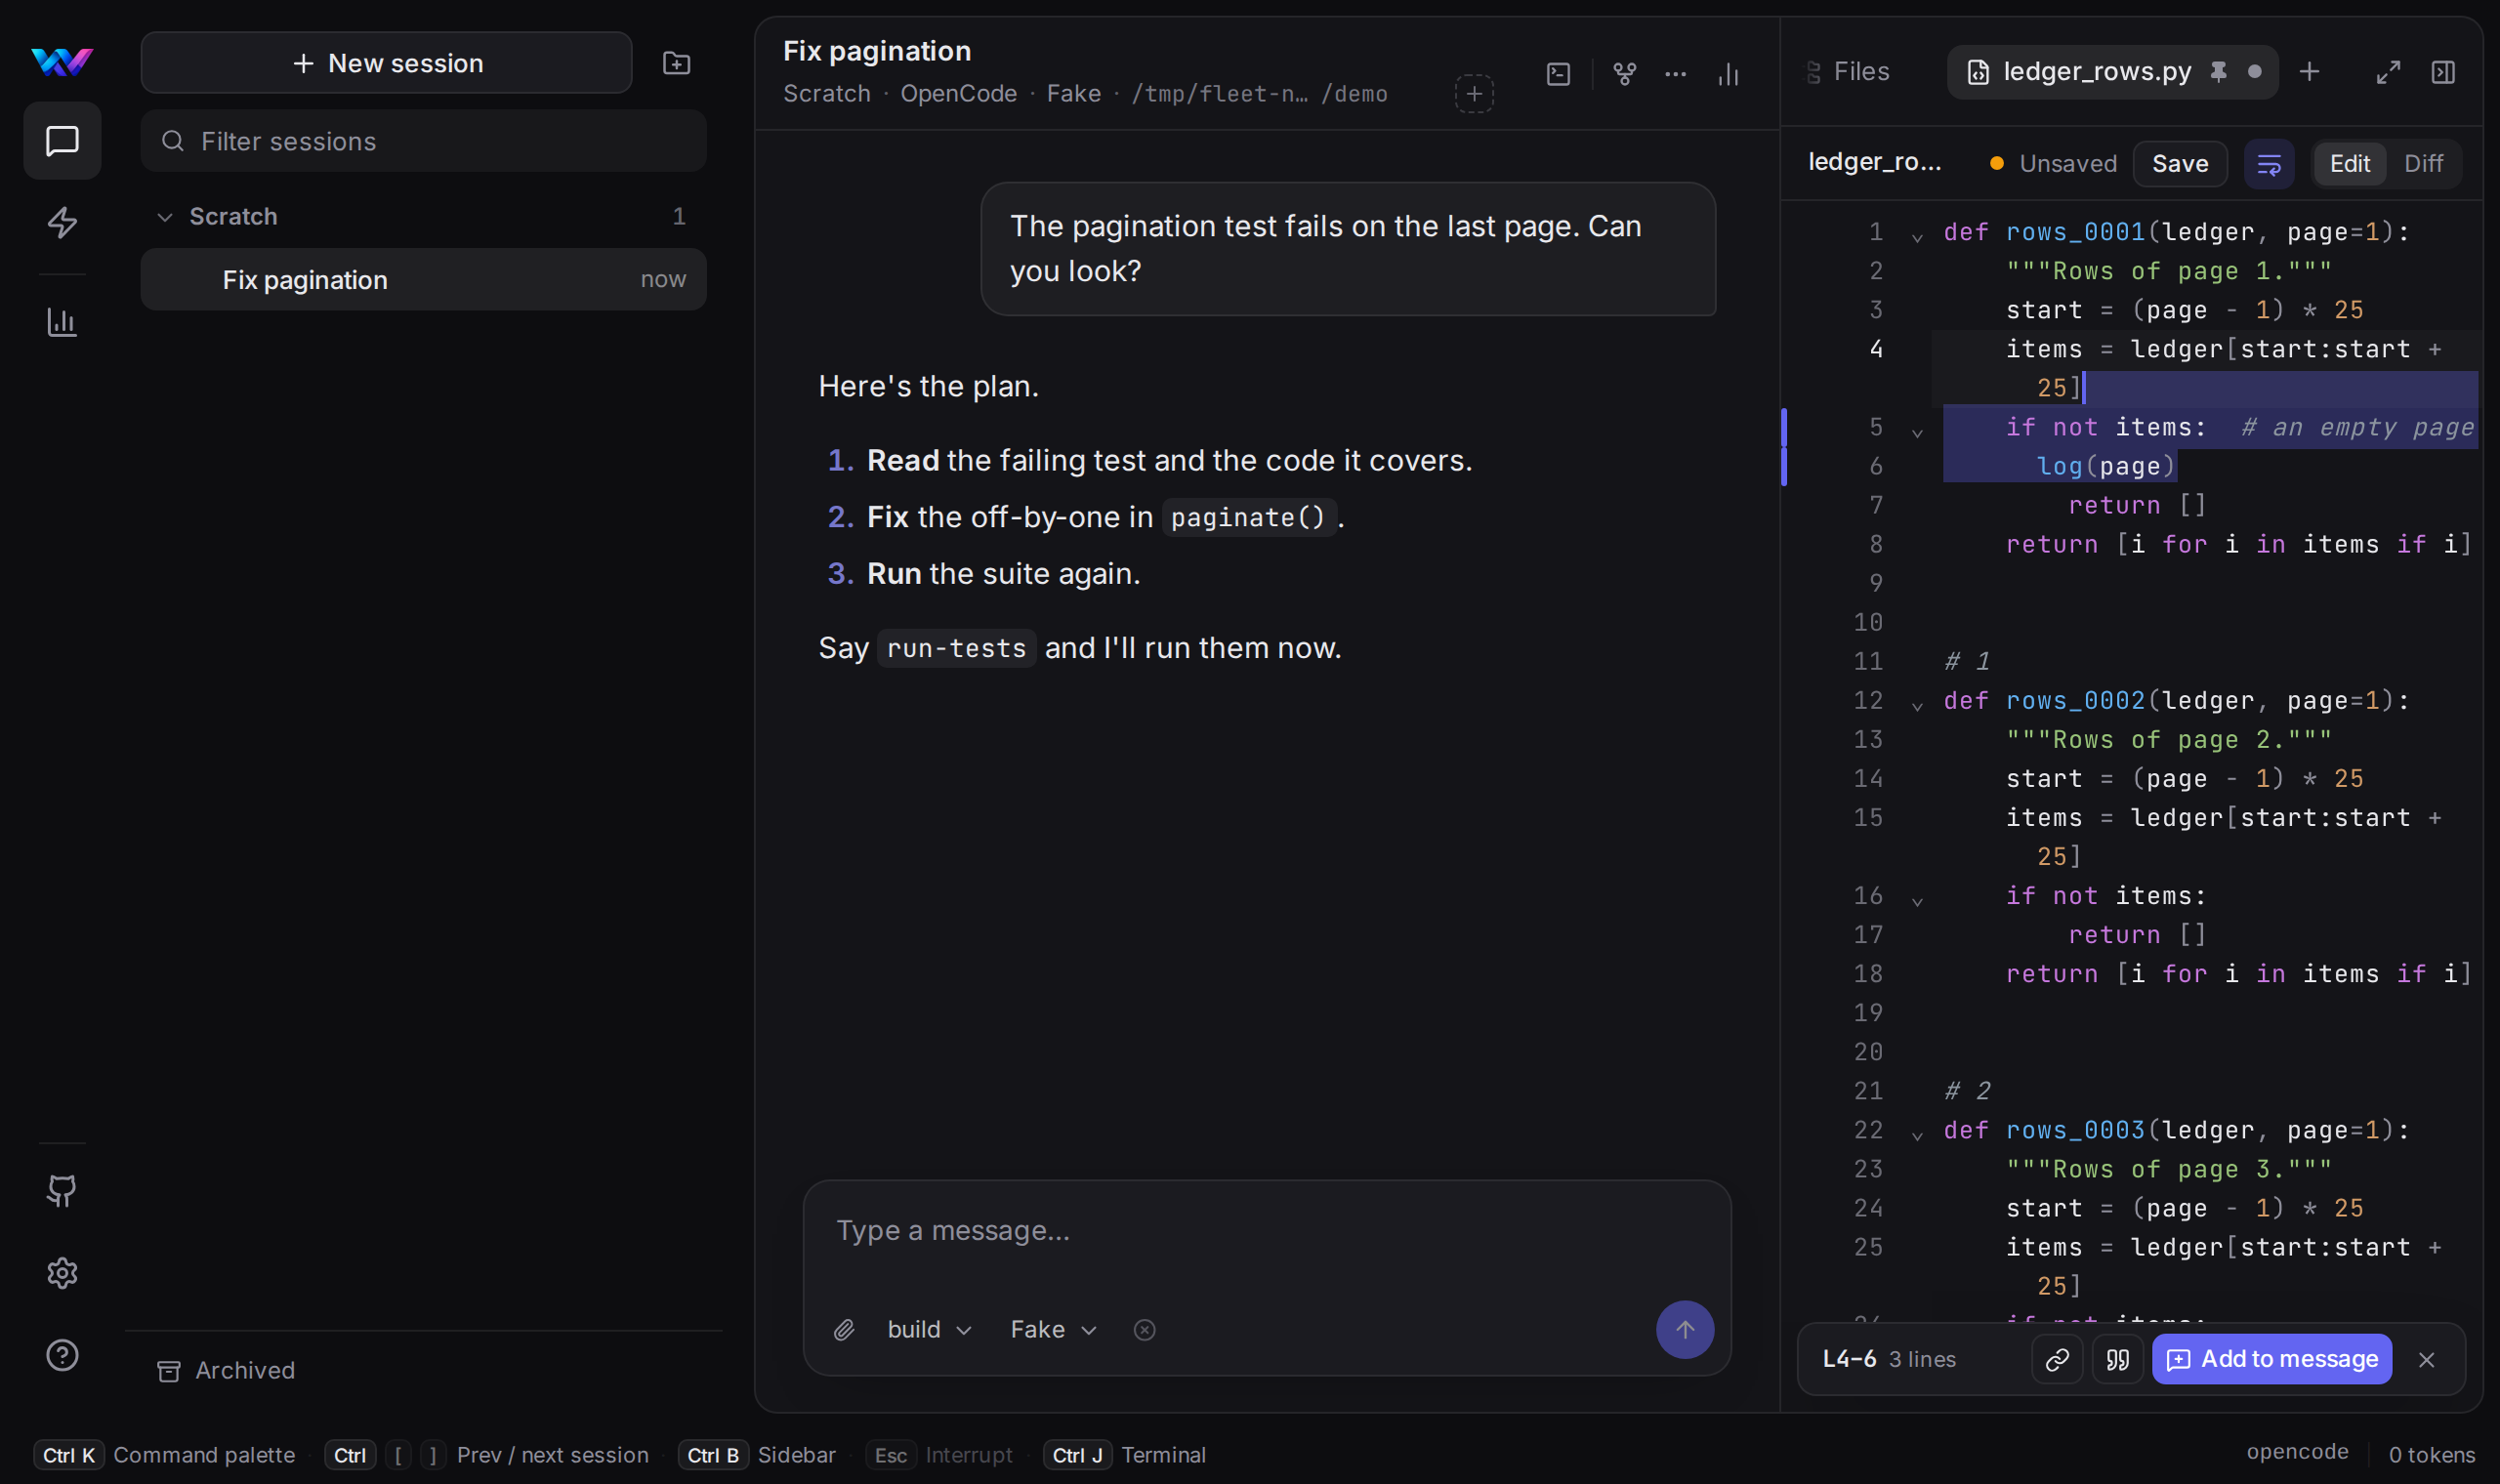 New session
Filter sessions
Scratch 1
Fix pagination now
Archived
Fix pagination
Scratch · OpenCode · Fake · /tmp/fleet-n… /demo
The pagination test fails on the last page. Can
you look?
Here's the plan.
1. Read the failing test and the code it covers.
2. Fix the off-by-one in paginate().
3. Run the suite again.
Say run-tests and I'll run them now.
Type a message...
build Fake
Files ledger_rows.py
ledger_ro... Unsaved Save Edit Diff
1 def rows_0001(ledger, page=1):
2 """Rows of page 1."""
3 start = (page - 1) * 25
4 items = ledger[start:start +
25]
5 if not items:  # an empty page
6 log(page)
7 return []
8 return [i for i in items if i]
9
10
11 # 1
12 def rows_0002(ledger, page=1):
13 """Rows of page 2."""
14 start = (page - 1) * 25
15 items = ledger[start:start +
25]
16 if not items:
17 return []
18 return [i for i in items if i]
19
20
21 # 2
22 def rows_0003(ledger, page=1):
23 """Rows of page 3."""
24 start = (page - 1) * 25
25 items = ledger[start:start +
25]
L4–6 3 lines Add to message
Ctrl K Command palette · Ctrl [ ] Prev / next session · Ctrl B Sidebar · Esc Interrupt · Ctrl J Terminal
opencode 0 tokens